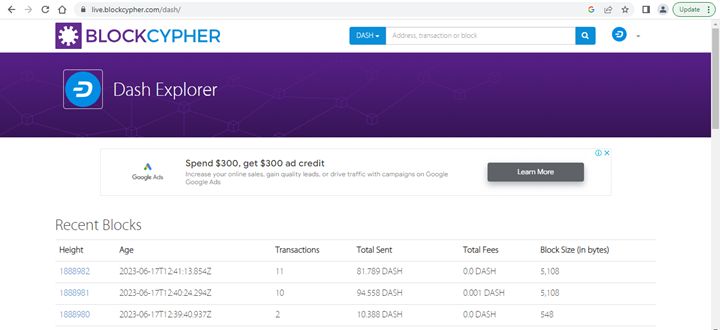 live.blockcypher.com/dash/
Update
BLOCKCYPHER
DASH
Address, transaction or block
Dash Explorer
Google Ads
Spend $300, get $300 ad credit
Increase your online sales, gain quality leads, or drive traffic with campaigns on Google
Google Ads
Learn More
Recent Blocks
Height Age Transactions Total Sent Total Fees Block Size (in bytes)
1888982 2023-06-17T12:41:13.854Z 11 81.789 DASH 0.0 DASH 5,108
1888981 2023-06-17T12:40:24.294Z 10 94.558 DASH 0.001 DASH 5,108
1888980 2023-06-17T12:39:40.937Z 2 10.388 DASH 0.0 DASH 548